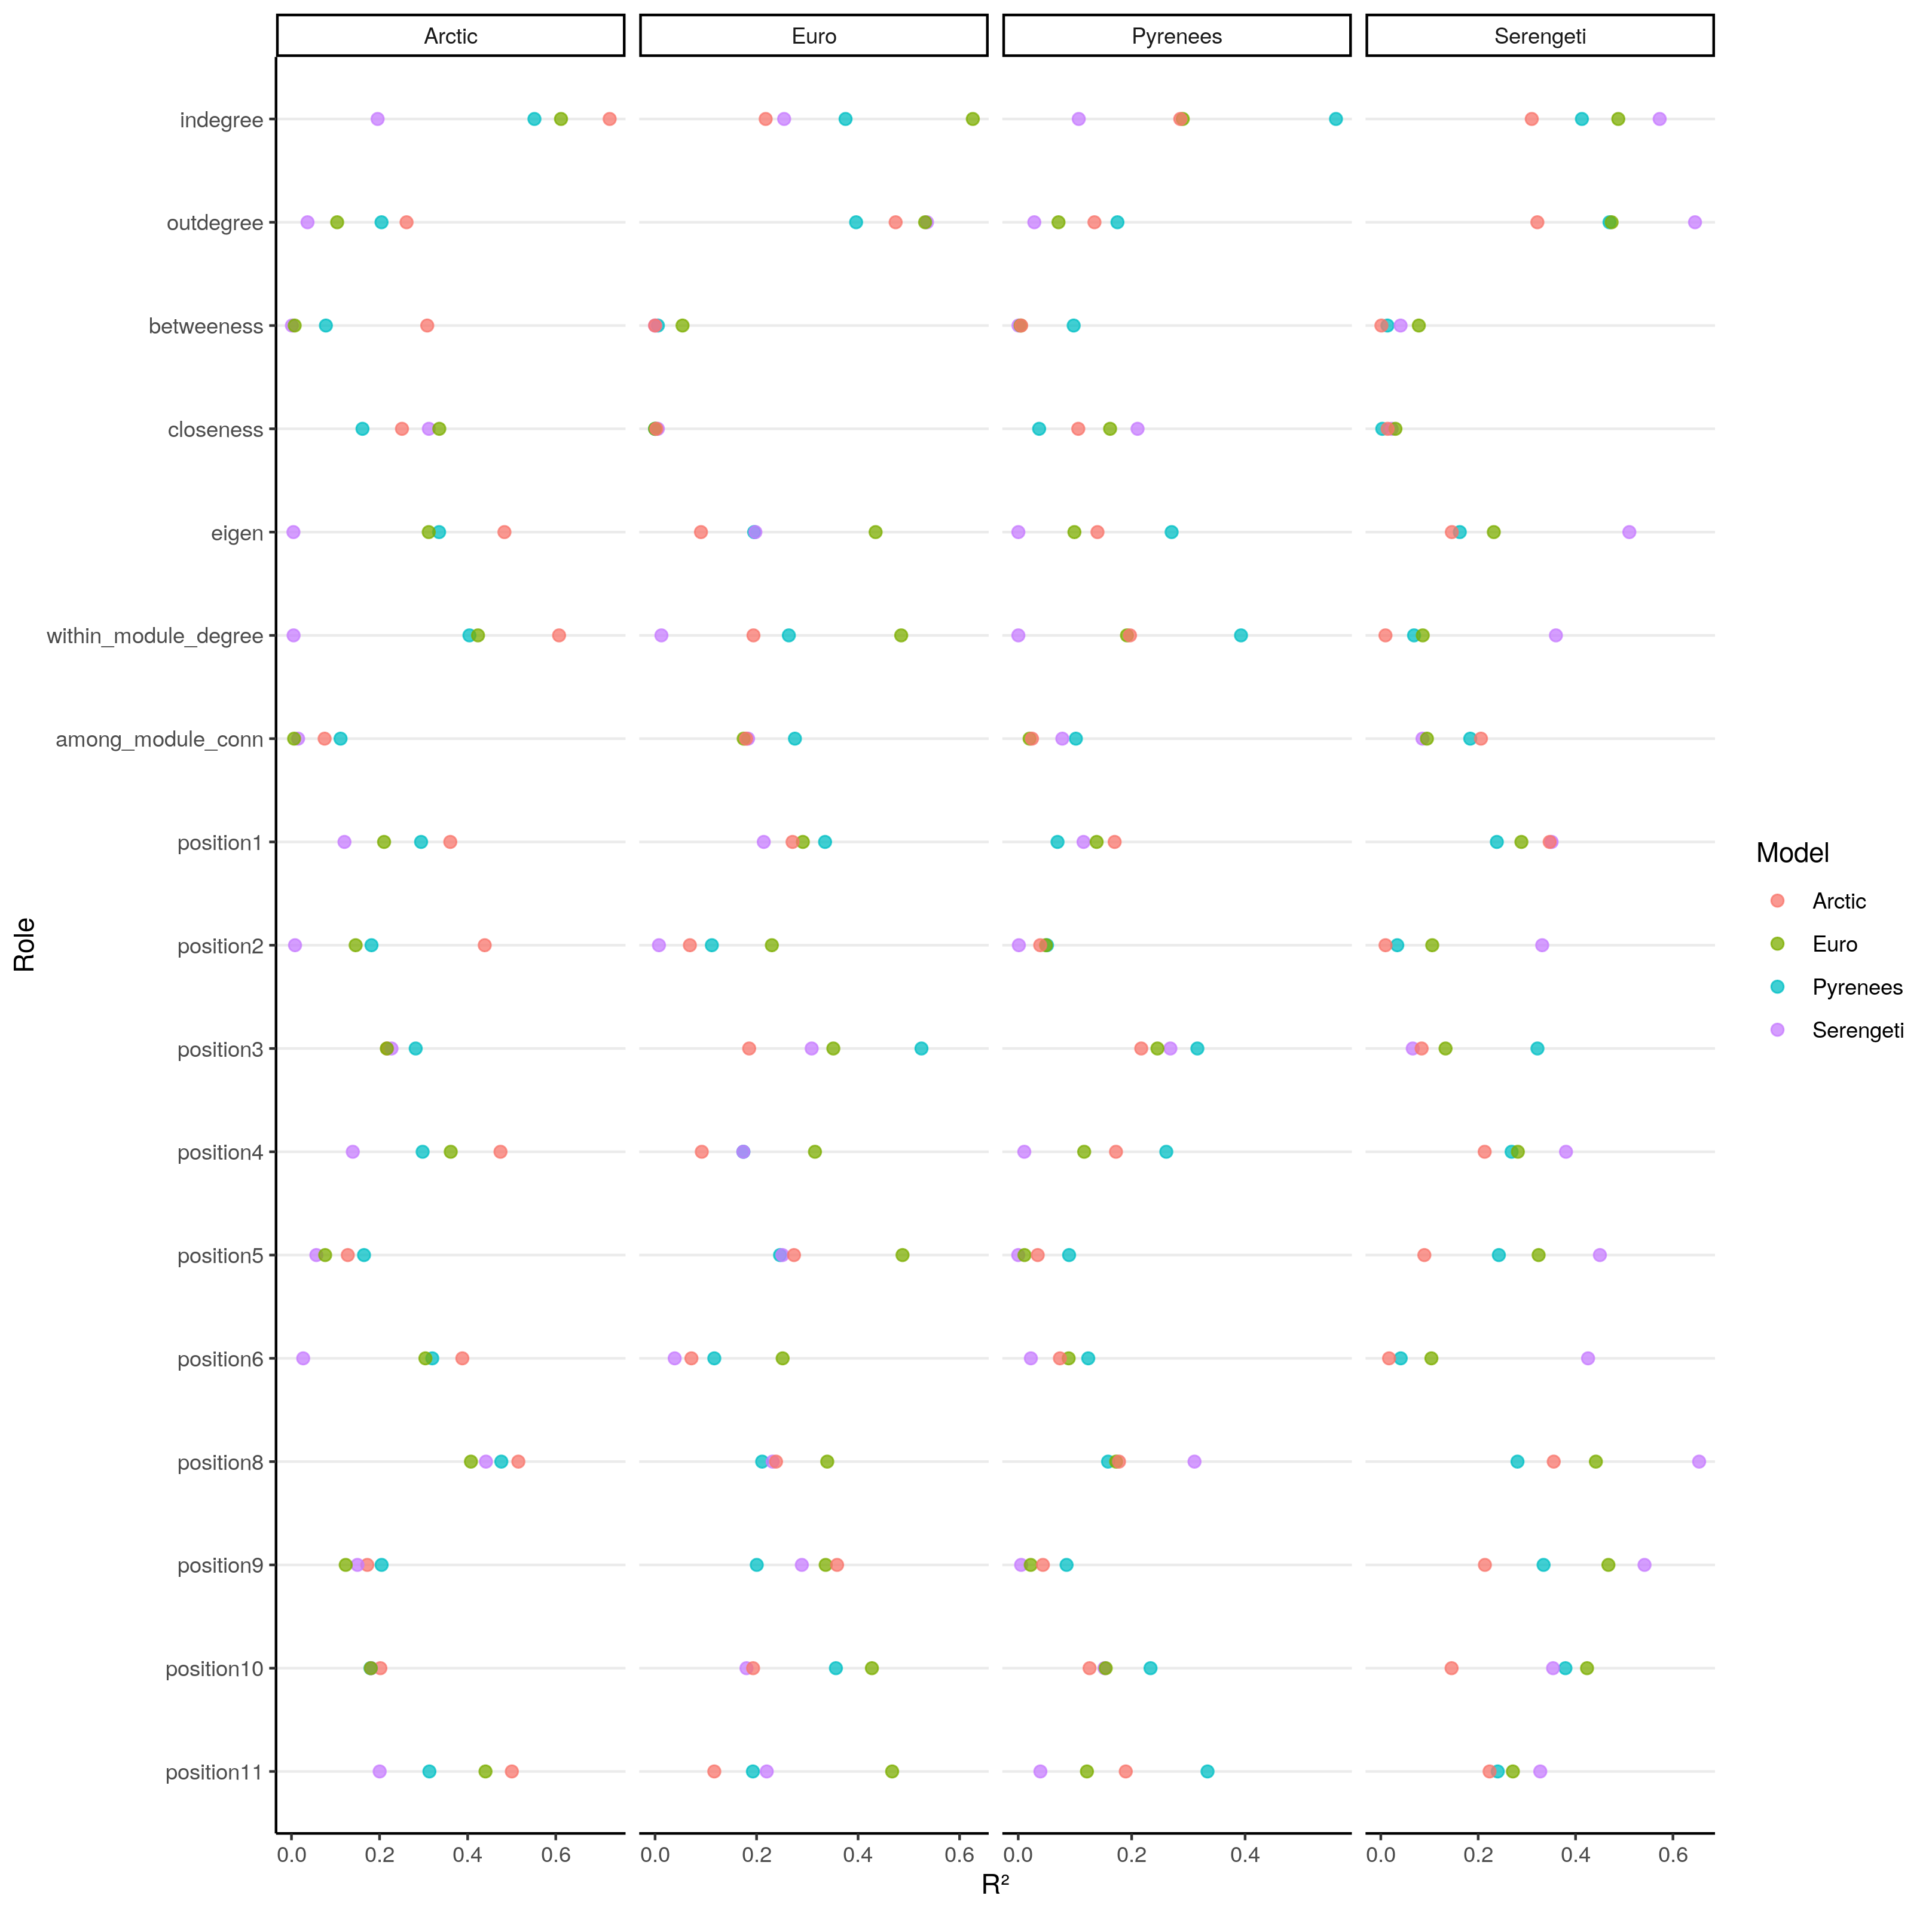 Arctic Euro Pyrenees Serengeti
indegree
outdegree
betweeness
closeness
eigen
within_module_degree
among_module_conn
position1
position2
position3
position4
position5
position6
position8
position9
position10
position11
Role
0.0 0.2 0.4 0.6 0.0 0.2 0.4 0.6 0.0 0.2 0.4 0.0 0.2 0.4 0.6
R²
Model
Arctic
Euro
Pyrenees
Serengeti